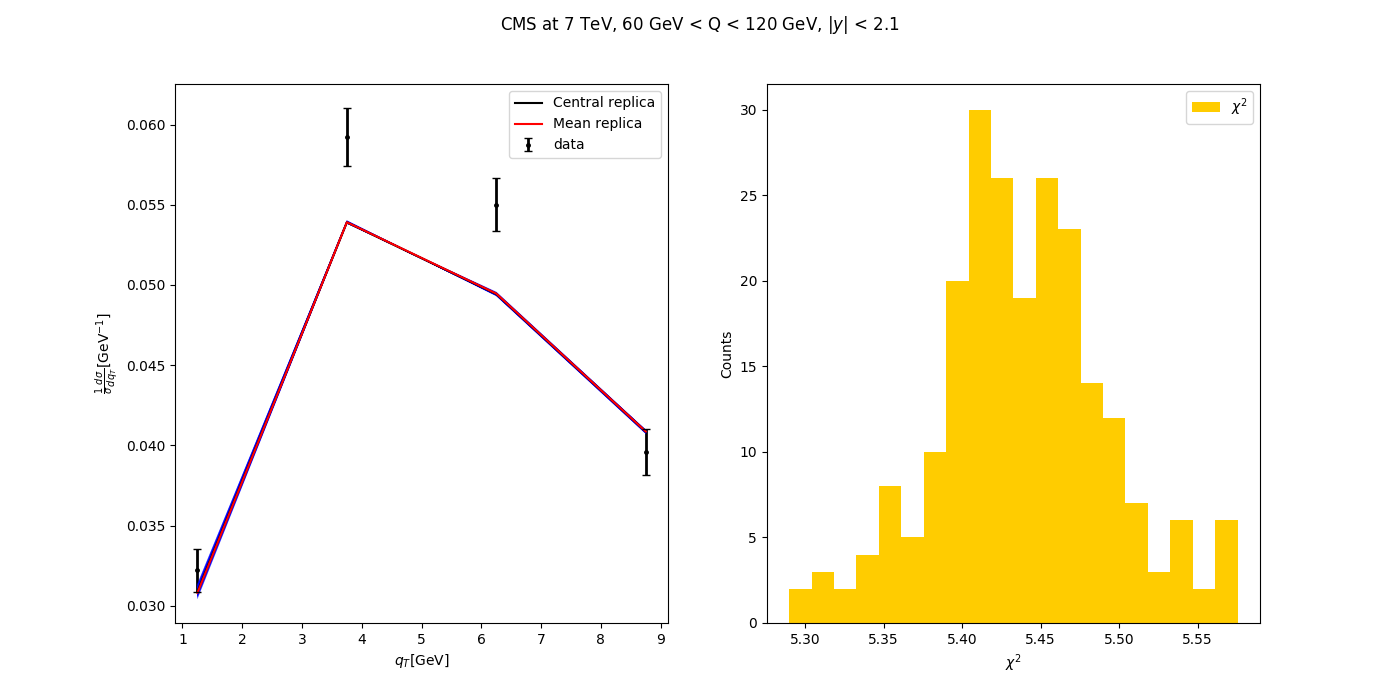 CMS at 7 TeV, 60 GeV < Q < 120 GeV, |y| < 2.1
Central replica
Mean replica
data
0.060
0.055
0.050
0.045
0.040
0.035
0.030
1/σ dσ/dq_T [GeV⁻¹]
1 2 3 4 5 6 7 8 9
q_T[GeV]
χ²
30
25
20
15
10
5
0
Counts
5.30 5.35 5.40 5.45 5.50 5.55
χ²